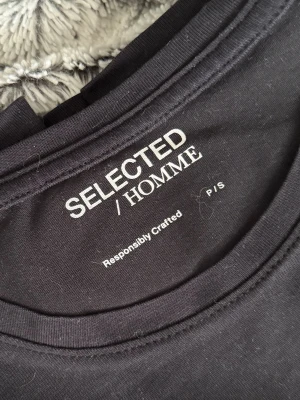 SELECTED
/ HOMME
P / S
Responsibly Crafted